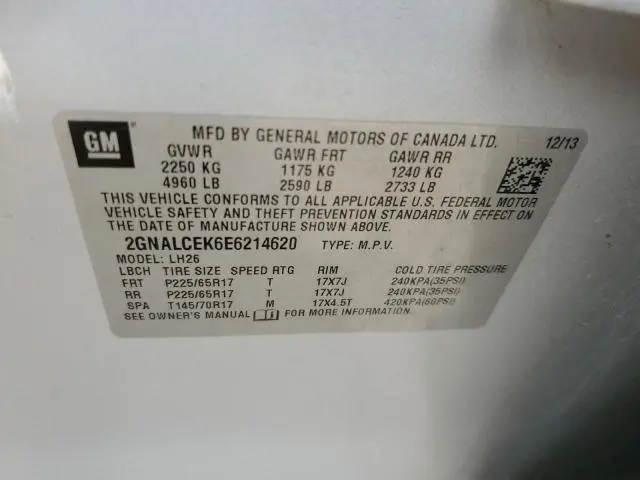 GM
MFD BY GENERAL MOTORS OF CANADA LTD. 12/13
GVWR GAWR FRT GAWR RR
2250 KG 1175 KG 1240 KG
4960 LB 2590 LB 2733 LB
THIS VEHICLE CONFORMS TO ALL APPLICABLE U.S. FEDERAL MOTOR
VEHICLE SAFETY AND THEFT PREVENTION STANDARDS IN EFFECT ON
THE DATE OF MANUFACTURE SHOWN ABOVE.
2GNALCEK6E6214620 TYPE: M.P.V.
MODEL: LH26
LBCH TIRE SIZE SPEED RTG RIM COLD TIRE PRESSURE
FRT P225/65R17 T 17X7J 240KPA(35PSI)
RR P225/65R17 T 17X7J 240KPA(35PSI)
SPA T145/70R17 M 17X4.5T 420KPA(60PSI)
SEE OWNER'S MANUAL FOR MORE INFORMATION